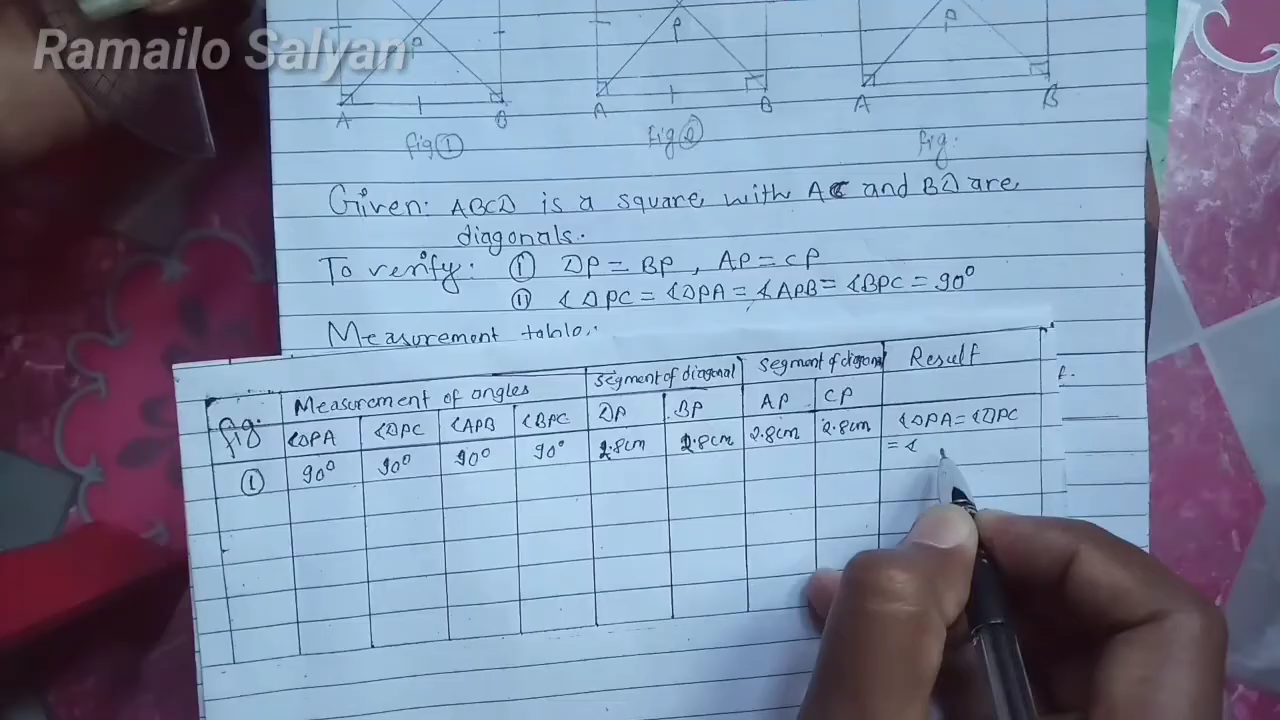 Ramailo Salyan
P P P
A B A B A B
fig ① fig ② fig.
Given: ABCD is a square with AC and BD are
diagonals.
To verify: ⓘ DP = BP, AP = CP
ⓘⓘ ∠DPC = ∠DPA = ∠APB = ∠BPC = 90°
Measurement table:
fig. Measurement of angles Segment of diagonal Segment of diagonal Result
∠DPA ∠DPC ∠APB ∠BPC DP BP AP CP
① 90° 90° 90° 90° 2.8cm 2.8cm 2.8cm 2.8cm ∠DPA = ∠DPC
= ∠